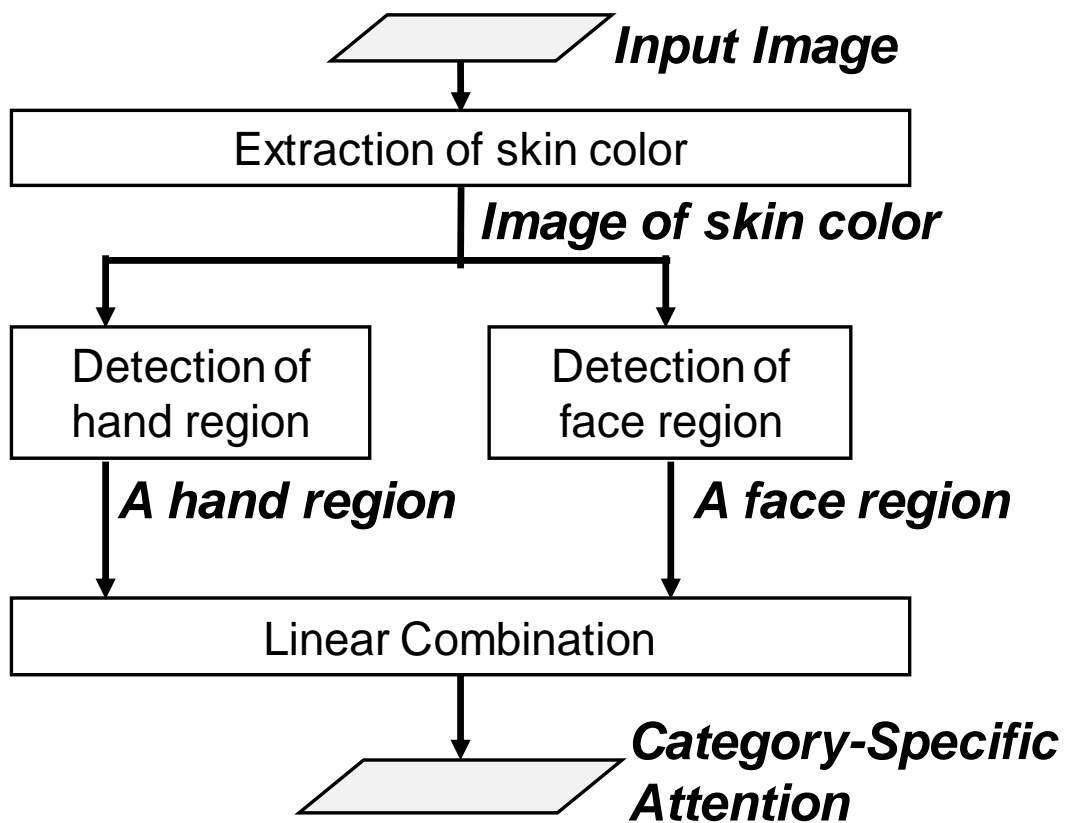 Input Image
Extraction of skin color
Image of skin color
Detection of
hand region
Detection of
face region
A hand region
A face region
Linear Combination
Category-Specific
Attention